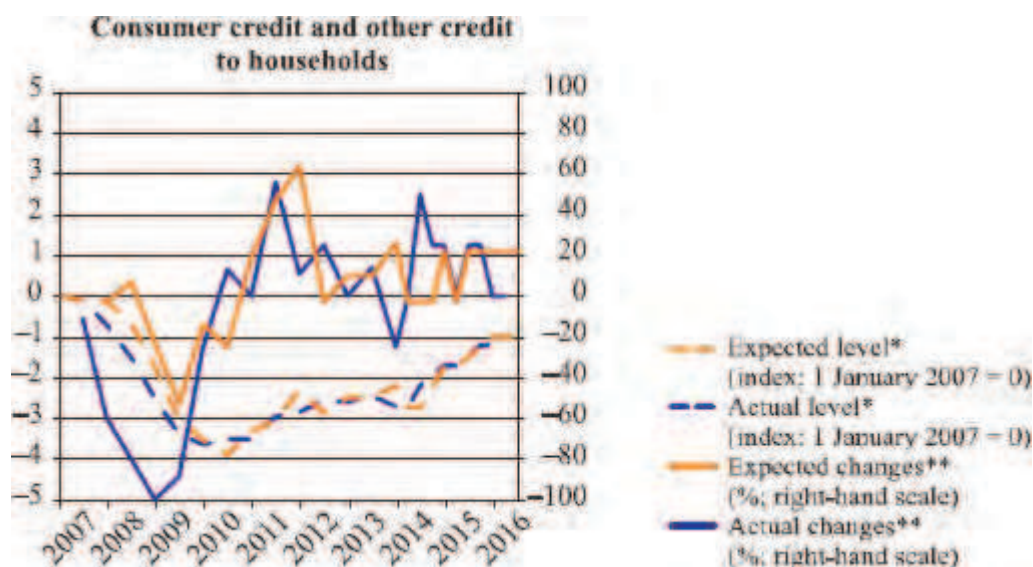 Consumer credit and other credit
to households
5 100
4 80
3 60
2 40
1 20
0 0
–1 –20
–2 –40
–3 –60
–4 –80
–5 –100
2007 2008 2009 2010 2011 2012 2013 2014 2015 2016
Expected level*
(index: 1 January 2007 = 0)
Actual level*
(index: 1 January 2007 = 0)
Expected changes**
(%; right-hand scale)
Actual changes**
(%; right-hand scale)